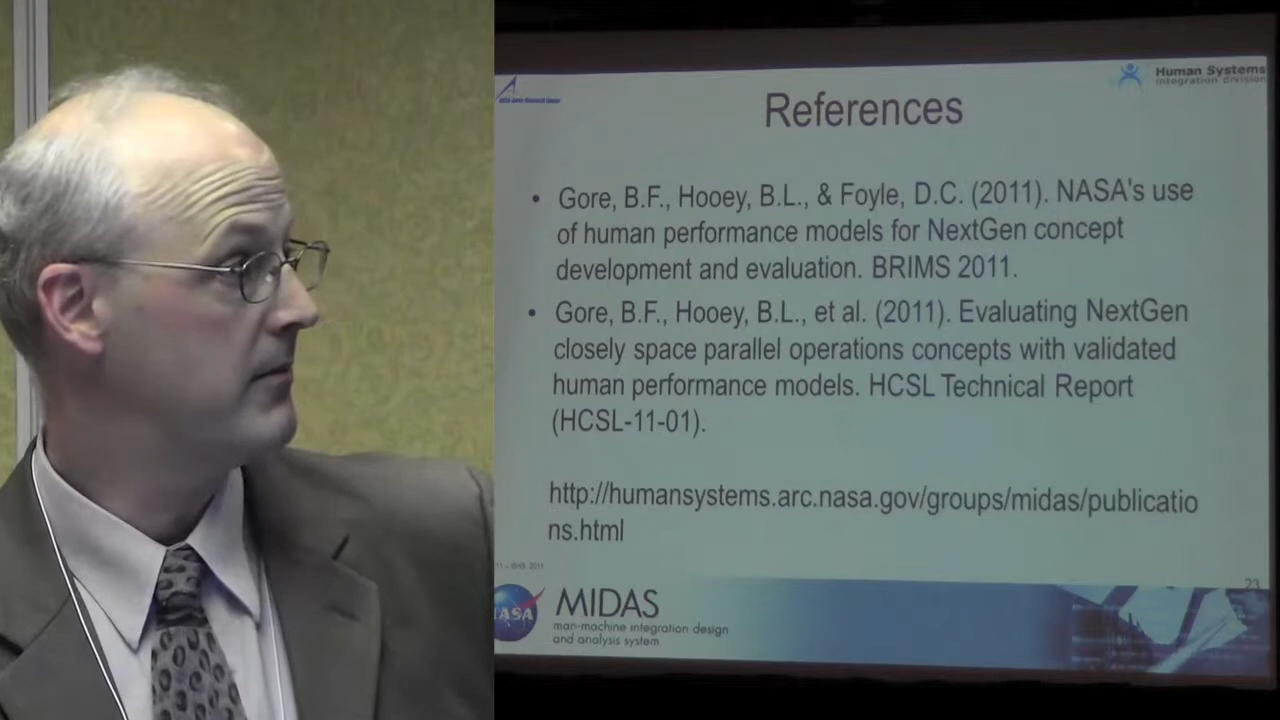 Human Systems
integration division
References
• Gore, B.F., Hooey, B.L., & Foyle, D.C. (2011). NASA's use
of human performance models for NextGen concept
development and evaluation. BRIMS 2011.
• Gore, B.F., Hooey, B.L., et al. (2011). Evaluating NextGen
closely space parallel operations concepts with validated
human performance models. HCSL Technical Report
(HCSL-11-01).
http://humansystems.arc.nasa.gov/groups/midas/publicatio
ns.html
23
NASA
MIDAS
man-machine integration design
and analysis system